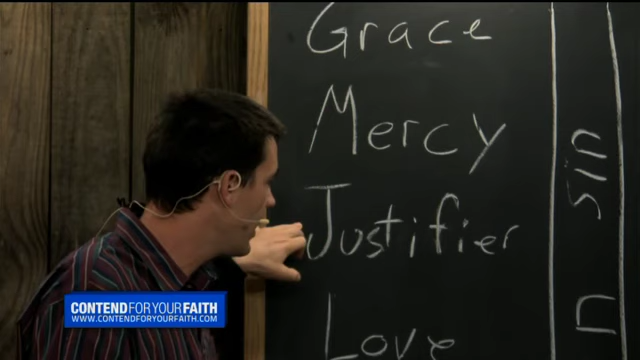 Grace
Mercy
Justifier
Love
sin
CONTEND FOR YOUR FAITH
WWW.CONTENDFORYOURFAITH.COM